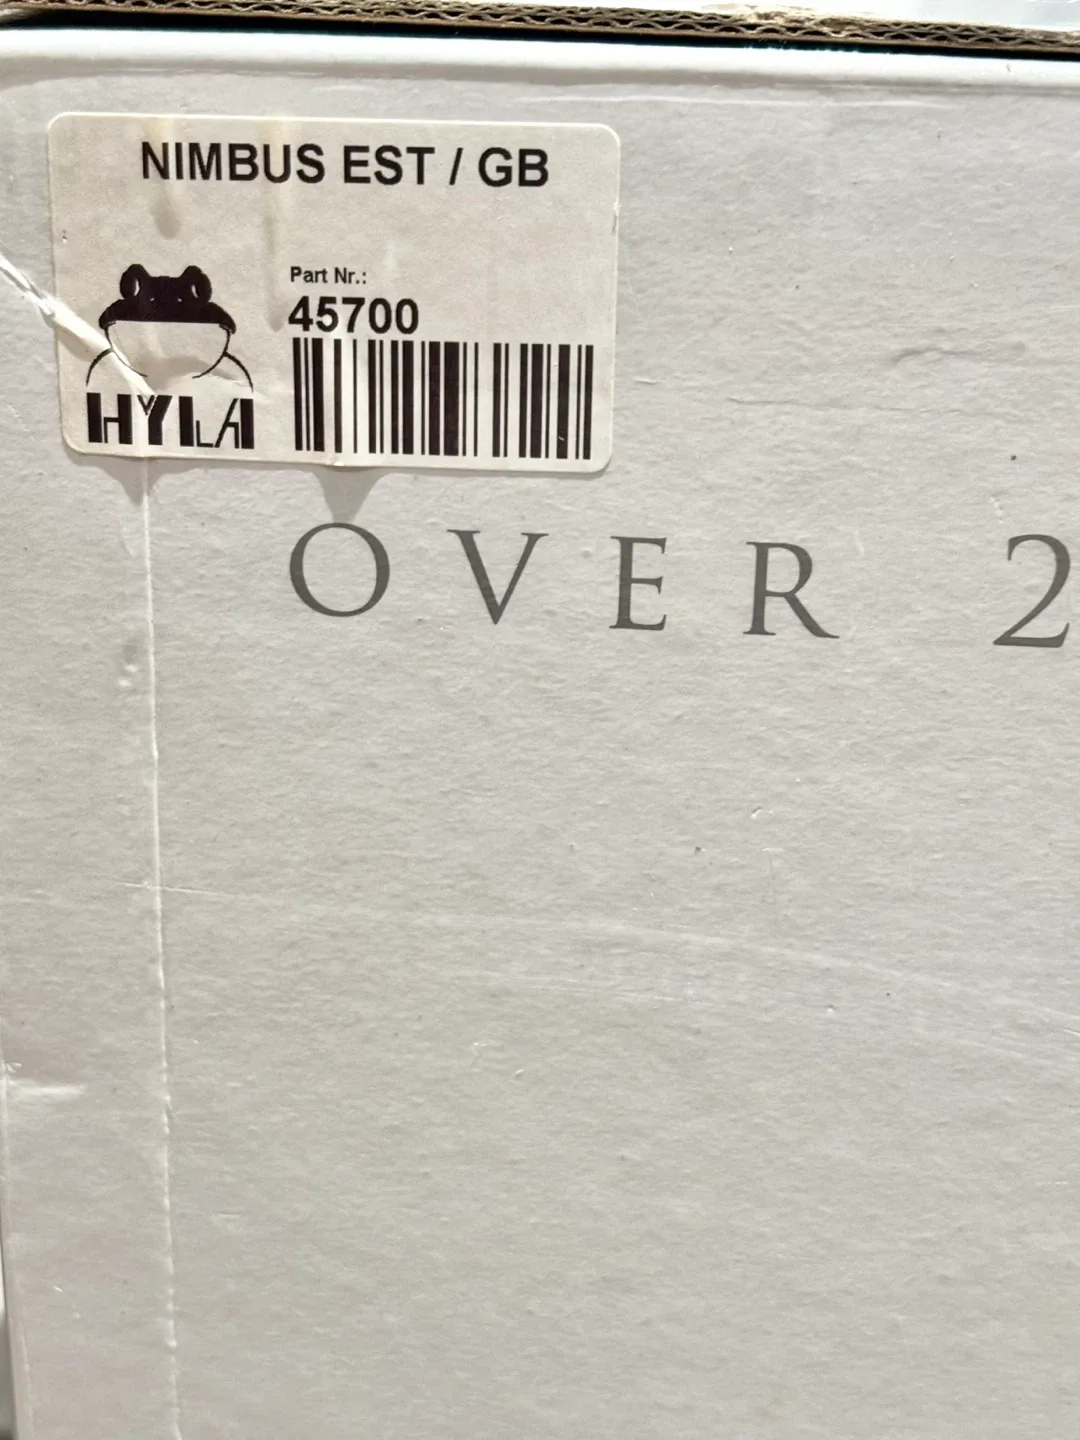 NIMBUS EST / GB
Part Nr.:
45700
HYLA
OVER 2